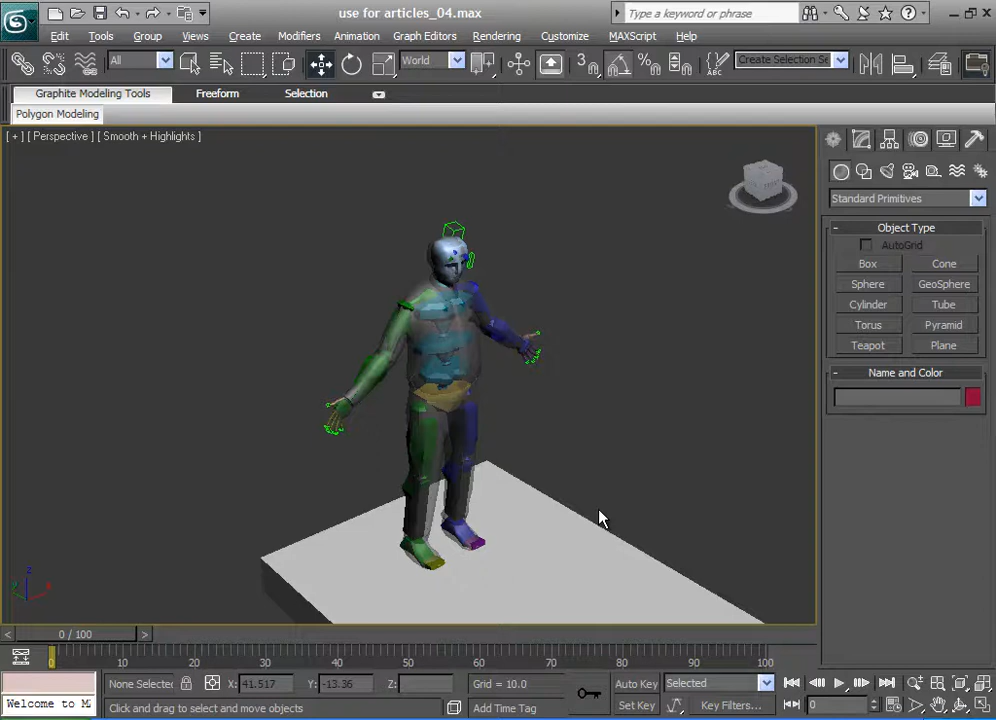 use for articles_04.max
Type a keyword or phrase
Edit Tools Group Views Create Modifiers Animation Graph Editors Rendering Customize MAXScript Help
All World 3 Create Selection Se
Graphite Modeling Tools Freeform Selection
Polygon Modeling
[ + ] [ Perspective ] [ Smooth + Highlights ]
Standard Primitives
- Object Type
AutoGrid
Box Cone
Sphere GeoSphere
Cylinder Tube
Torus Pyramid
Teapot Plane
- Name and Color
z
x
< 0 / 100 >
0 10 20 30 40 50 60 70 80 90 100
None Selected X: 41.517 Y: -13.36 Z: Grid = 10.0 Auto Key Selected
Welcome to M Click and drag to select and move objects Add Time Tag Set Key Key Filters... 0